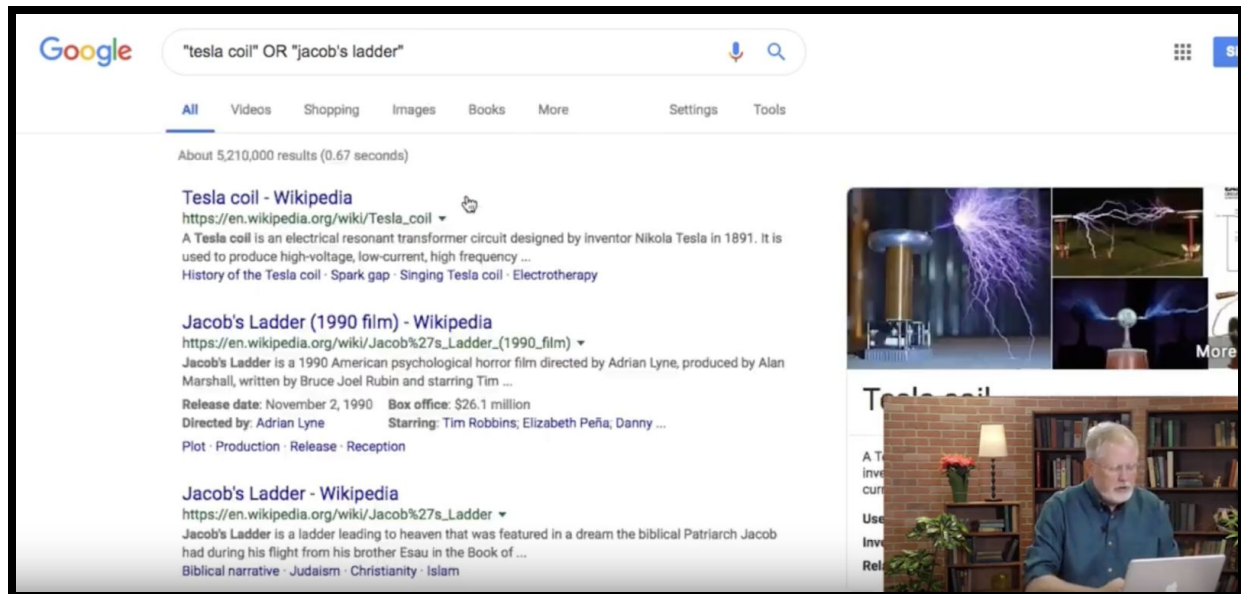 Google
"tesla coil" OR "jacob's ladder"
All Videos Shopping Images Books More Settings Tools
About 5,210,000 results (0.67 seconds)
Tesla coil - Wikipedia
https://en.wikipedia.org/wiki/Tesla_coil
A Tesla coil is an electrical resonant transformer circuit designed by inventor Nikola Tesla in 1891. It is
used to produce high-voltage, low-current, high frequency ...
History of the Tesla coil · Spark gap · Singing Tesla coil · Electrotherapy
Jacob's Ladder (1990 film) - Wikipedia
https://en.wikipedia.org/wiki/Jacob%27s_Ladder_(1990_film)
Jacob's Ladder is a 1990 American psychological horror film directed by Adrian Lyne, produced by Alan
Marshall, written by Bruce Joel Rubin and starring Tim ...
Release date: November 2, 1990 Box office: $26.1 million
Directed by: Adrian Lyne Starring: Tim Robbins; Elizabeth Peña; Danny ...
Plot · Production · Release · Reception
Jacob's Ladder - Wikipedia
https://en.wikipedia.org/wiki/Jacob%27s_Ladder
Jacob's Ladder is a ladder leading to heaven that was featured in a dream the biblical Patriarch Jacob
had during his flight from his brother Esau in the Book of ...
Biblical narrative · Judaism · Christianity · Islam
More